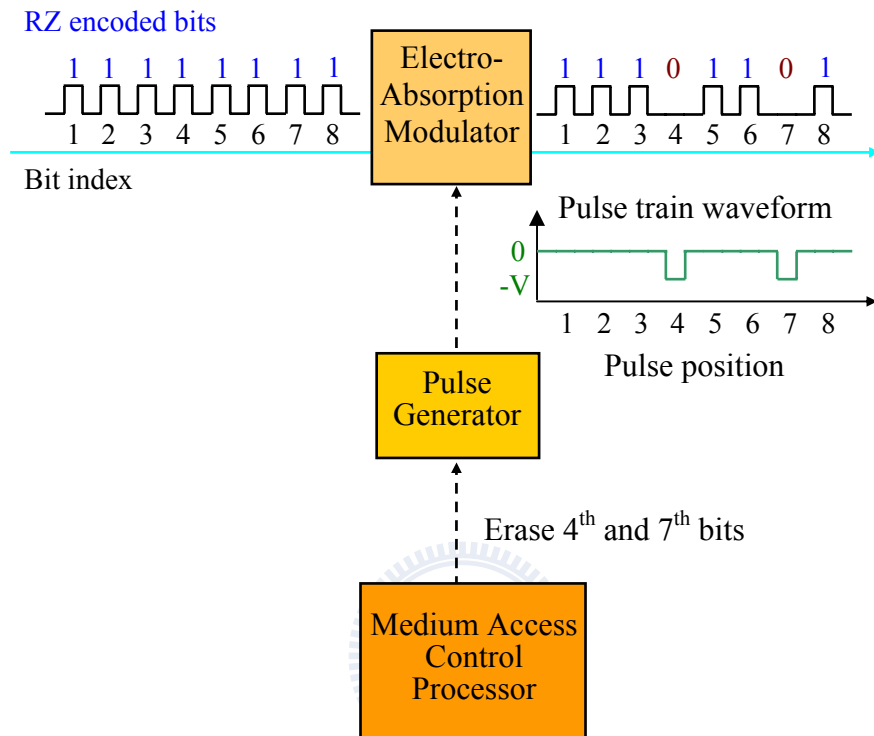 RZ encoded bits
1 1 1 1 1 1 1 1
1 2 3 4 5 6 7 8
Bit index
Electro-
Absorption
Modulator
1 1 1 0 1 1 0 1
1 2 3 4 5 6 7 8
Pulse train waveform
0
-V
1 2 3 4 5 6 7 8
Pulse position
Pulse
Generator
Erase 4th and 7th bits
Medium Access
Control
Processor